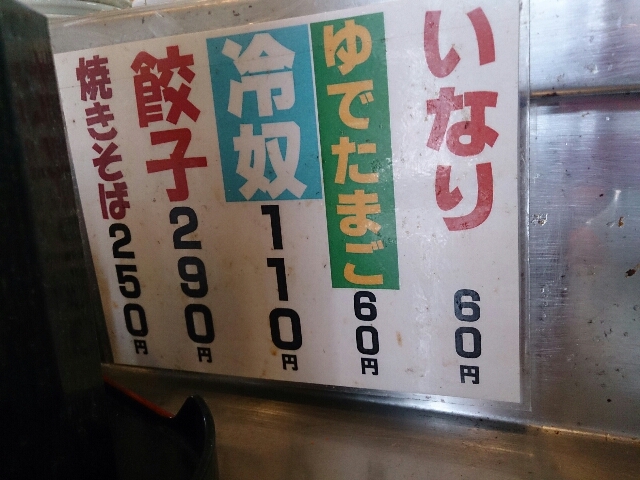 いなり 60円
ゆでたまご 60円
冷奴 110円
餃子 290円
焼きそば 250円